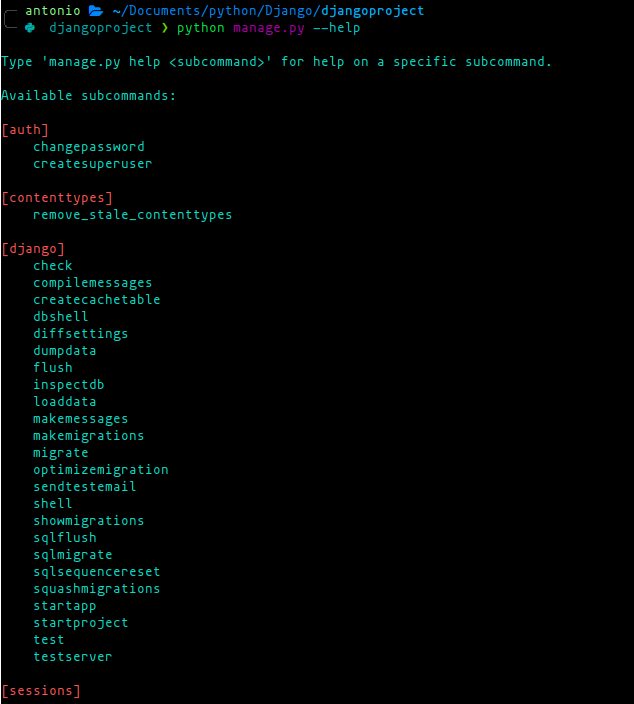 antonio ~/Documents/python/Django/djangoproject
djangoproject ❯ python manage.py --help
Type 'manage.py help <subcommand>' for help on a specific subcommand.
Available subcommands:
[auth]
changepassword
createsuperuser
[contenttypes]
remove_stale_contenttypes
[django]
check
compilemessages
createcachetable
dbshell
diffsettings
dumpdata
flush
inspectdb
loaddata
makemessages
makemigrations
migrate
optimizemigration
sendtestemail
shell
showmigrations
sqlflush
sqlmigrate
sqlsequencereset
squashmigrations
startapp
startproject
test
testserver
[sessions]